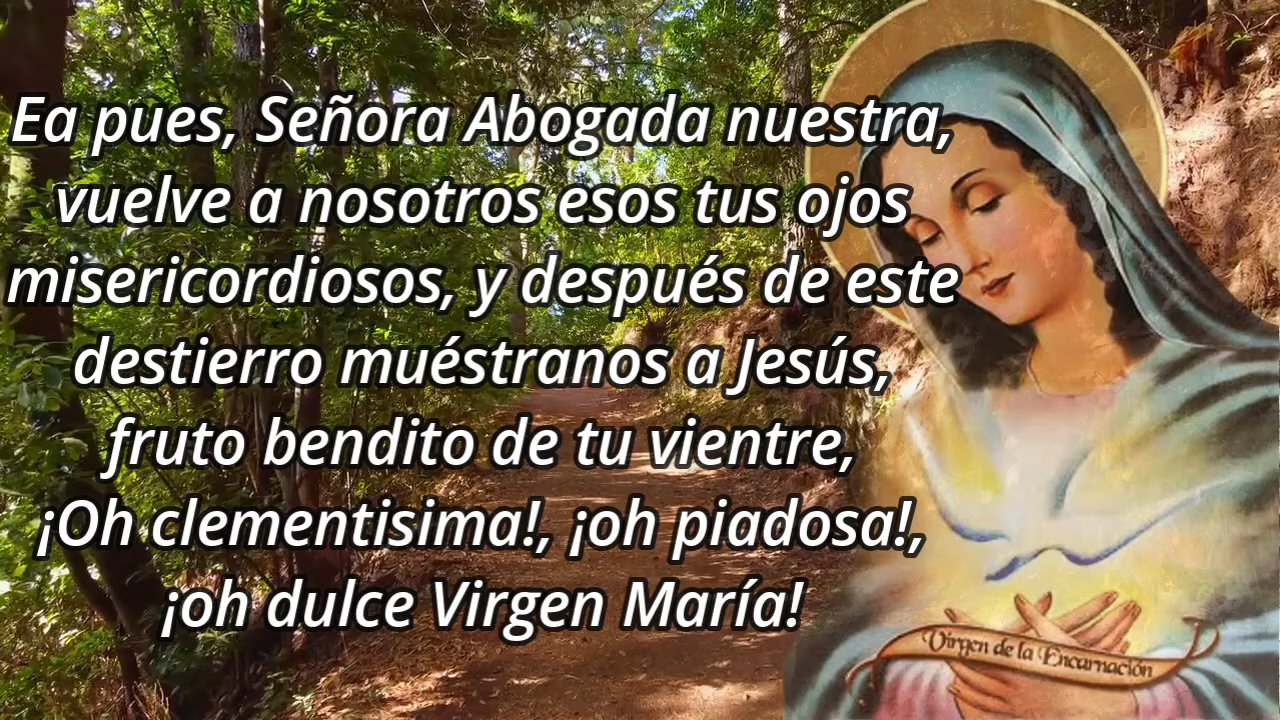 Ea pues, Señora Abogada nuestra,
vuelve a nosotros esos tus ojos
misericordiosos, y después de este
destierro muéstranos a Jesús,
fruto bendito de tu vientre,
¡Oh clementisima!, ¡oh piadosa!,
¡oh dulce Virgen María!
Virgen de la Encarnación